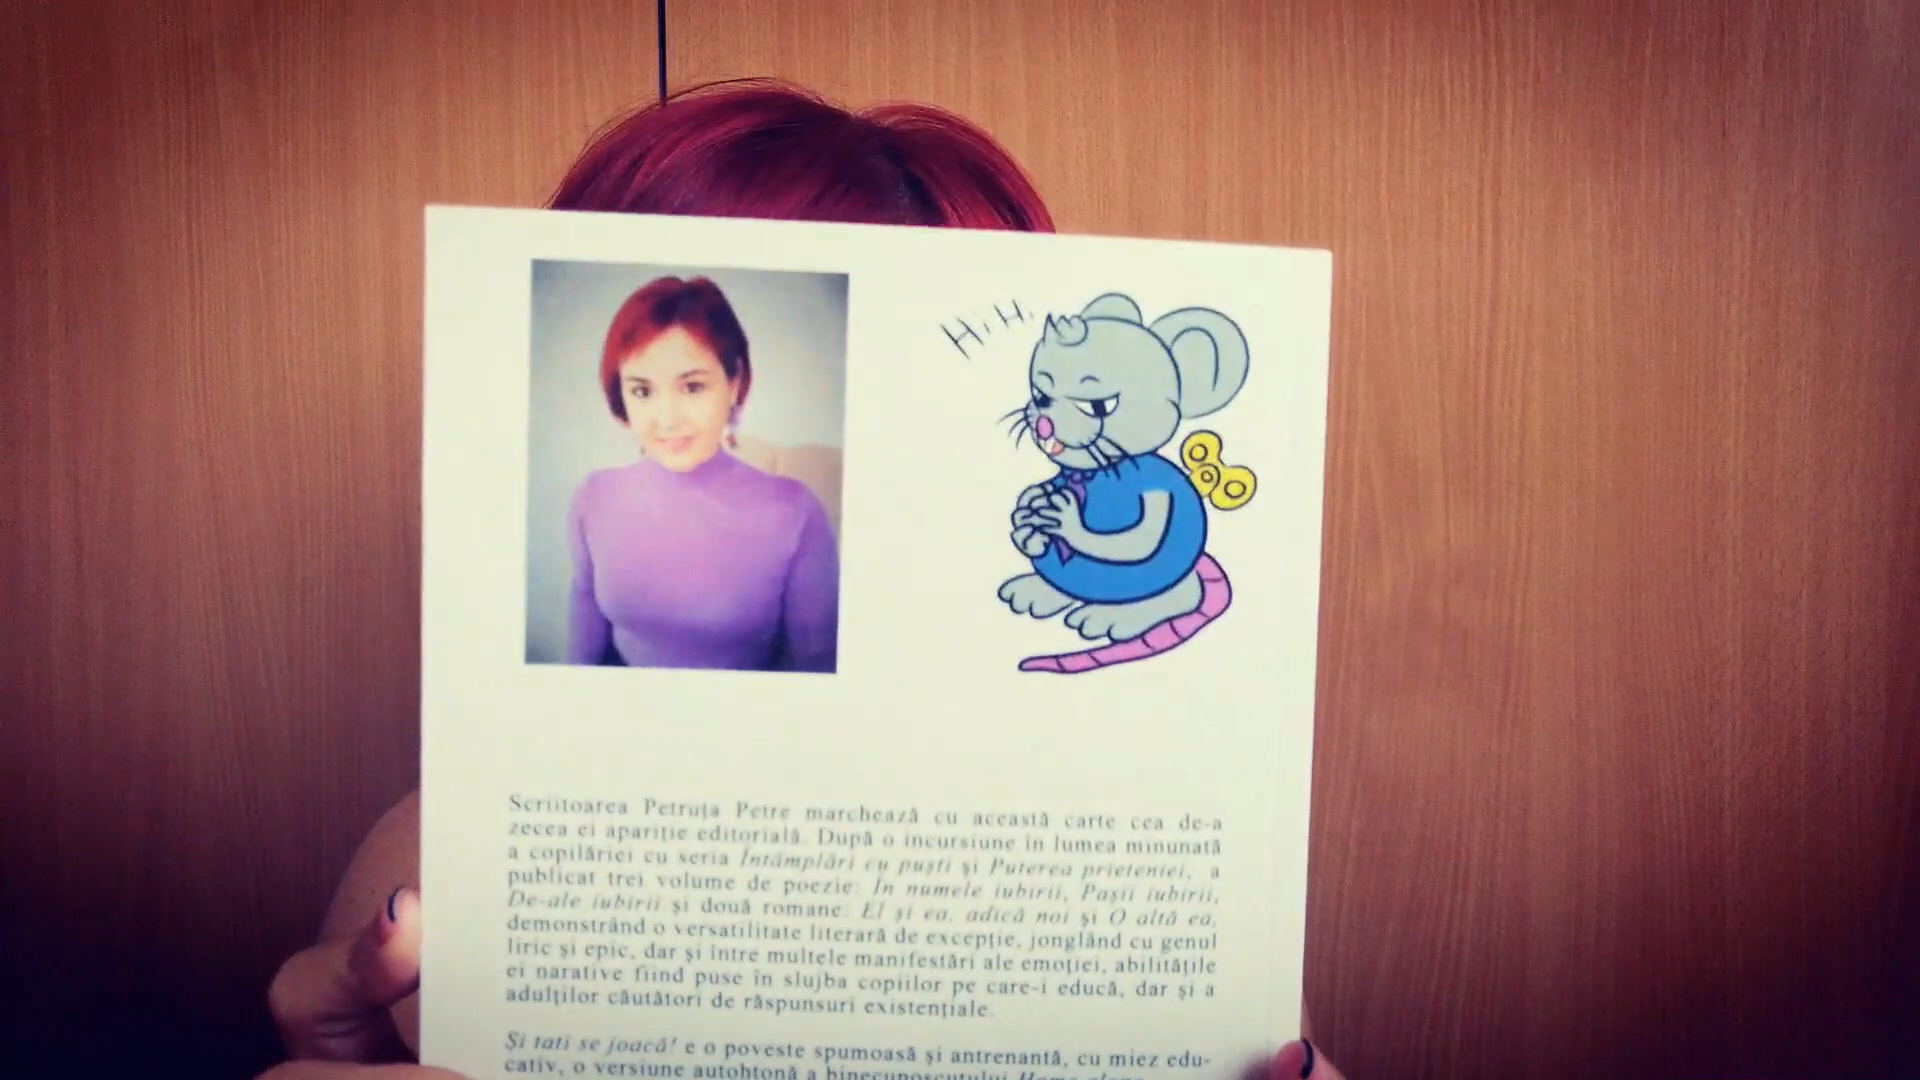 Hi Hi
Scriitoarea Petruța Petre marchează cu această carte cea de-a
zecea ei apariție editorială. După o incursiune în lumea minunată
a copilăriei cu seria Întâmplări cu puști și Puterea prieteniei, a
publicat trei volume de poezie: În numele iubirii, Pașii iubirii,
De-ale iubirii și două romane: El și ea, adică noi și O altă ea,
demonstrând o versatilitate literară de excepție, jonglând cu genul
liric și epic, dar și între multele manifestări ale emoției, abilitățile
ei narative fiind puse în slujba copiilor pe care-i educă, dar și a
adulților căutători de răspunsuri existențiale.
Și tati se joacă! e o poveste spumoasă și antrenantă, cu miez edu-
cativ, o versiune autohtonă a binecunoscutului Home alone